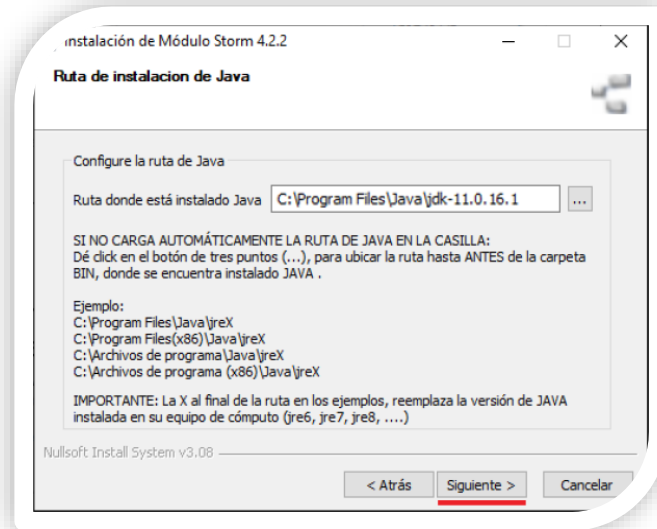 Instalación de Módulo Storm 4.2.2
Ruta de instalacion de Java
Configure la ruta de Java
Ruta donde está instalado Java C:\Program Files\Java\jdk-11.0.16.1 ...
SI NO CARGA AUTOMÁTICAMENTE LA RUTA DE JAVA EN LA CASILLA:
Dé click en el botón de tres puntos (...), para ubicar la ruta hasta ANTES de la carpeta
BIN, donde se encuentra instalado JAVA .
Ejemplo:
C:\Program Files\Java\jreX
C:\Program Files(x86)\Java\jreX
C:\Archivos de programa\Java\jreX
C:\Archivos de programa (x86)\Java\jreX
IMPORTANTE: La X al final de la ruta en los ejemplos, reemplaza la versión de JAVA
instalada en su equipo de cómputo (jre6, jre7, jre8, ....)
Nullsoft Install System v3.08
< Atrás Siguiente > Cancelar